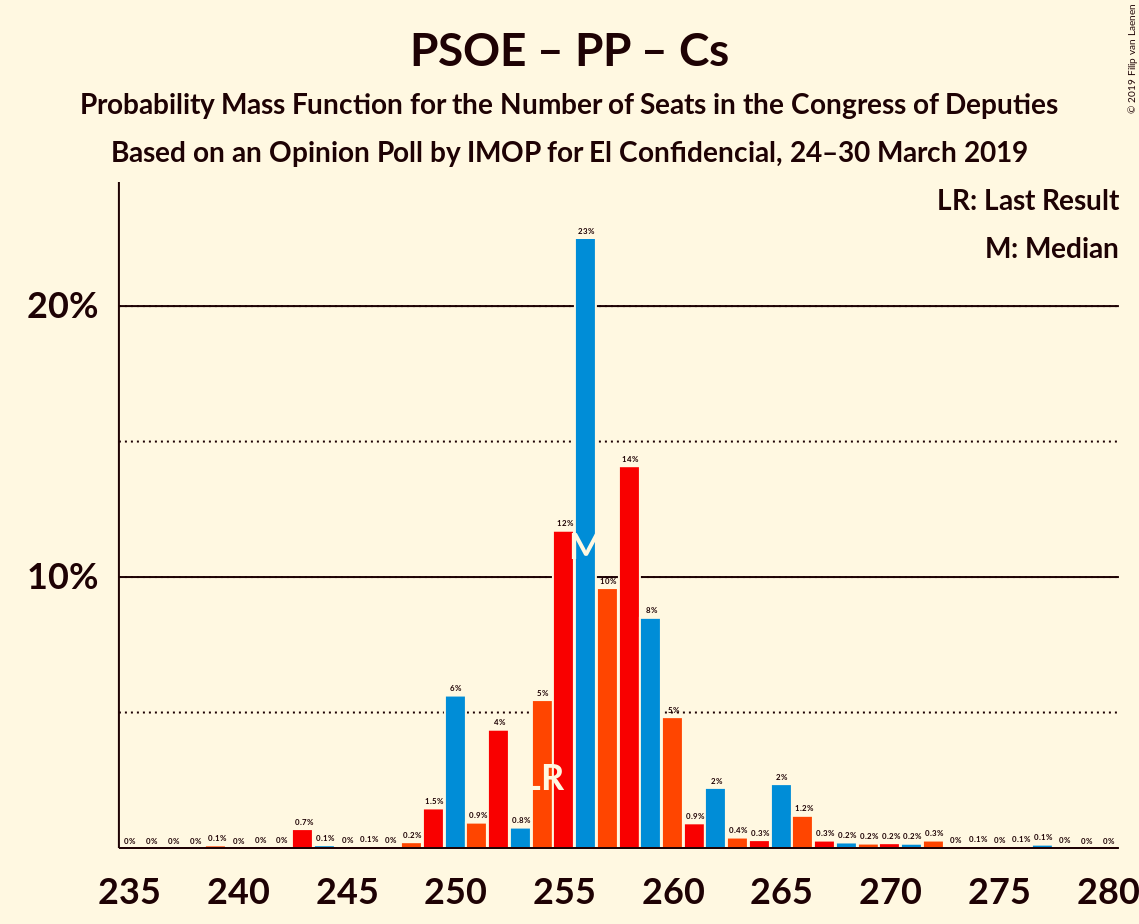 © 2019 Filip van Laenen
PSOE – PP – Cs
Probability Mass Function for the Number of Seats in the Congress of Deputies
Based on an Opinion Poll by IMOP for El Confidencial, 24–30 March 2019
LR: Last Result
M: Median
20%
10%
0% 0% 0% 0% 0.1% 0% 0% 0% 0.7% 0.1% 0% 0.1% 0% 0.2% 1.5% 6% 0.9% 4% 0.8% 5% 12% 23% 10% 14% 8% 5% 0.9% 2% 0.4% 0.3% 2% 1.2% 0.3% 0.2% 0.2% 0.2% 0.2% 0.3% 0% 0.1% 0% 0.1% 0.1% 0% 0% 0%
M
LR
235 240 245 250 255 260 265 270 275 280